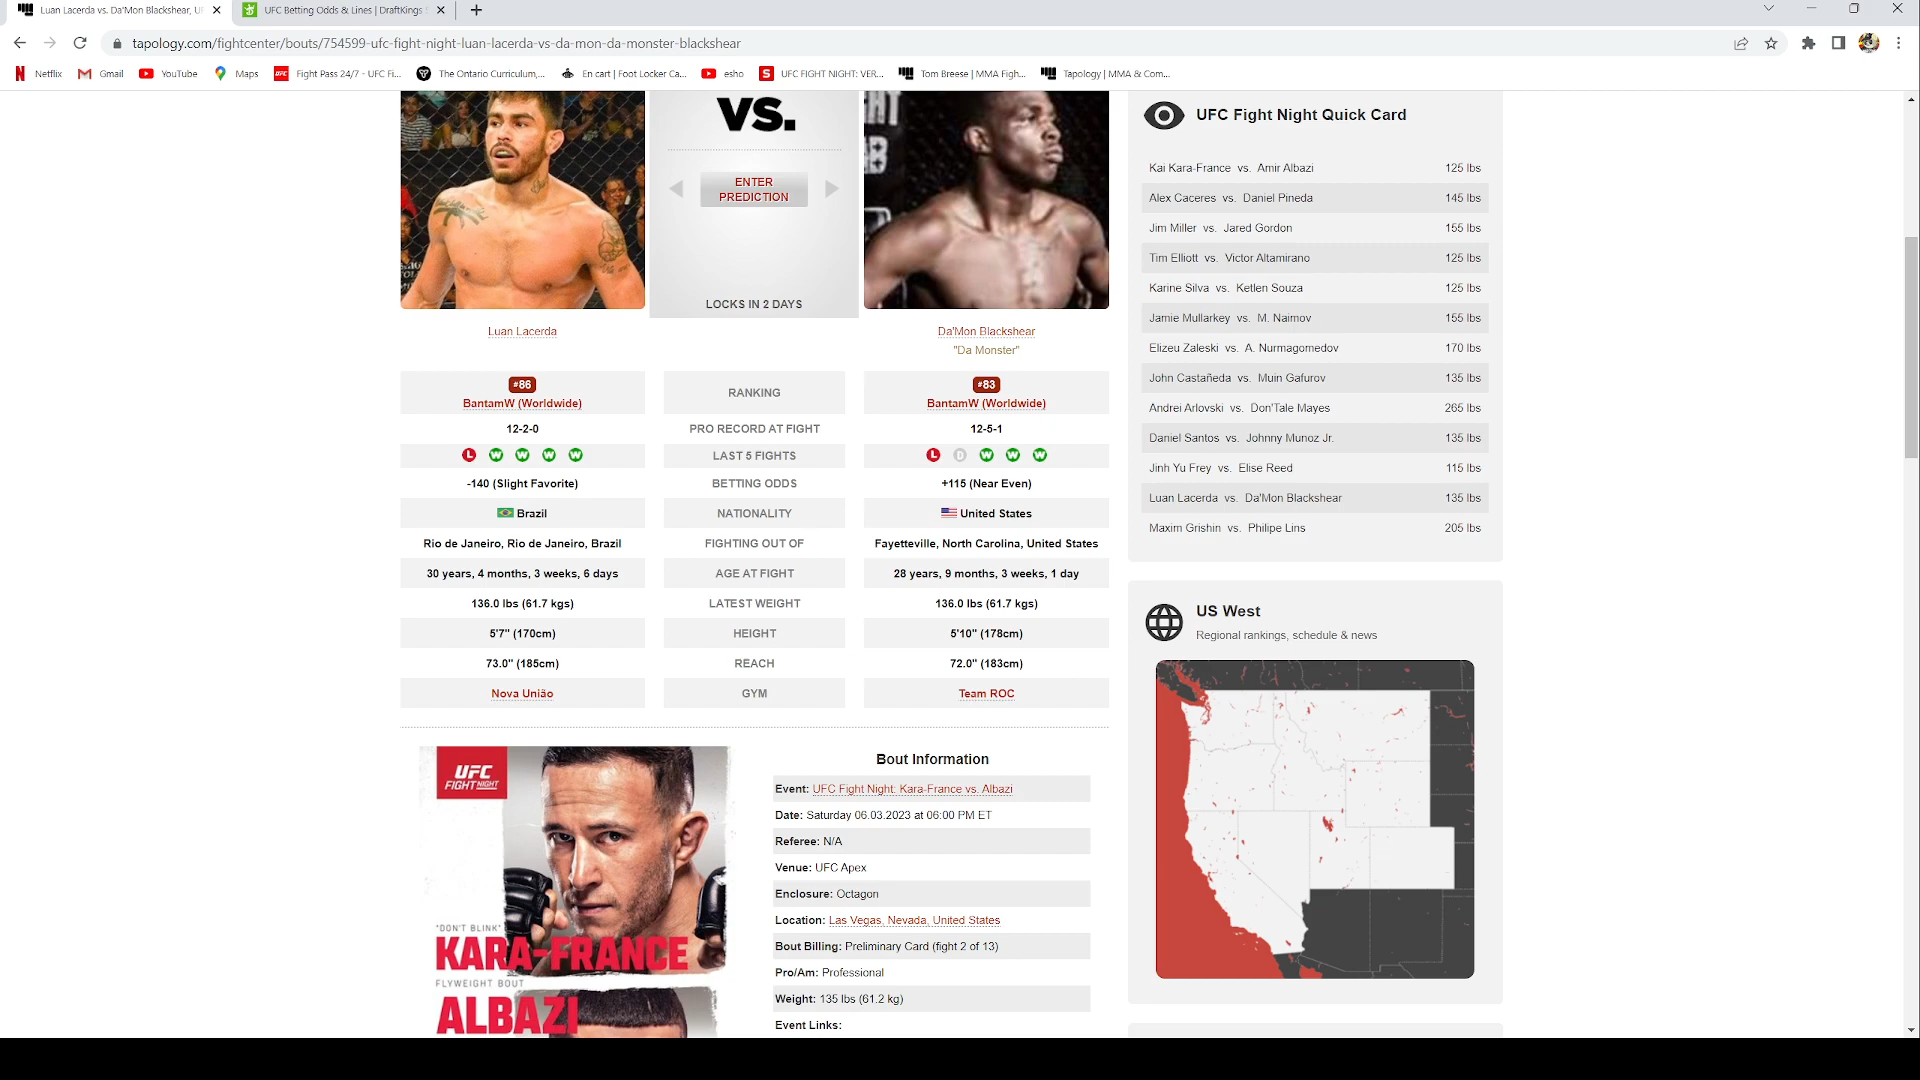 Luan Lacerda vs. Da'Mon Blackshear, UF
UFC Betting Odds & Lines | DraftKings
tapology.com/fightcenter/bouts/754599-ufc-fight-night-luan-lacerda-vs-da-mon-da-monster-blackshear
Netflix
Gmail
YouTube
Maps
Fight Pass 24/7 - UFC Fi...
The Ontario Curriculum,...
En cart | Foot Locker Ca...
esho
UFC FIGHT NIGHT: VER...
Tom Breese | MMA Figh...
Tapology | MMA & Com...
VS.
ENTER
PREDICTION
LOCKS IN 2 DAYS
Luan Lacerda
Da'Mon Blackshear
"Da Monster"
#86
BantamW (Worldwide)
RANKING
#83
BantamW (Worldwide)
12-2-0
PRO RECORD AT FIGHT
12-5-1
L W W W W
LAST 5 FIGHTS
L D W W W
-140 (Slight Favorite)
BETTING ODDS
+115 (Near Even)
Brazil
NATIONALITY
United States
Rio de Janeiro, Rio de Janeiro, Brazil
FIGHTING OUT OF
Fayetteville, North Carolina, United States
30 years, 4 months, 3 weeks, 6 days
AGE AT FIGHT
28 years, 9 months, 3 weeks, 1 day
136.0 lbs (61.7 kgs)
LATEST WEIGHT
136.0 lbs (61.7 kgs)
5'7" (170cm)
HEIGHT
5'10" (178cm)
73.0" (185cm)
REACH
72.0" (183cm)
Nova União
GYM
Team ROC
UFC
FIGHT NIGHT
"DON'T BLINK"
KARA-FRANCE
FLYWEIGHT BOUT
ALBAZI
Bout Information
Event: UFC Fight Night: Kara-France vs. Albazi
Date: Saturday 06.03.2023 at 06:00 PM ET
Referee: N/A
Venue: UFC Apex
Enclosure: Octagon
Location: Las Vegas, Nevada, United States
Bout Billing: Preliminary Card (fight 2 of 13)
Pro/Am: Professional
Weight: 135 lbs (61.2 kg)
Event Links:
UFC Fight Night Quick Card
Kai Kara-France vs. Amir Albazi 125 lbs
Alex Caceres vs. Daniel Pineda 145 lbs
Jim Miller vs. Jared Gordon 155 lbs
Tim Elliott vs. Victor Altamirano 125 lbs
Karine Silva vs. Ketlen Souza 125 lbs
Jamie Mullarkey vs. M. Naimov 155 lbs
Elizeu Zaleski vs. A. Nurmagomedov 170 lbs
John Castañeda vs. Muin Gafurov 135 lbs
Andrei Arlovski vs. Don'Tale Mayes 265 lbs
Daniel Santos vs. Johnny Munoz Jr. 135 lbs
Jinh Yu Frey vs. Elise Reed 115 lbs
Luan Lacerda vs. Da'Mon Blackshear 135 lbs
Maxim Grishin vs. Philipe Lins 205 lbs
US West
Regional rankings, schedule & news